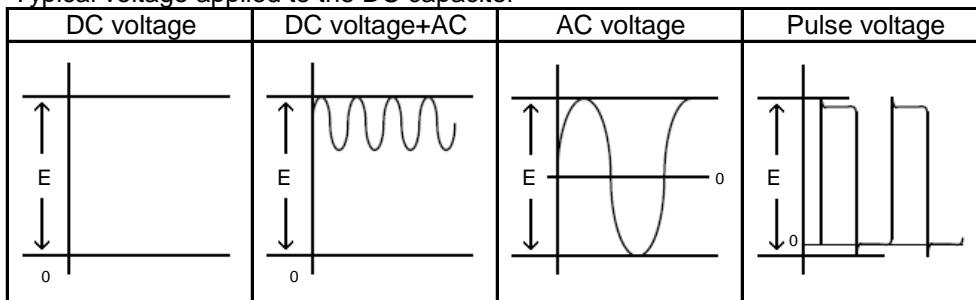 Typical voltage applied to the DC capacitor
DC voltage DC voltage+AC AC voltage Pulse voltage
E E E 0 E
0
0 0